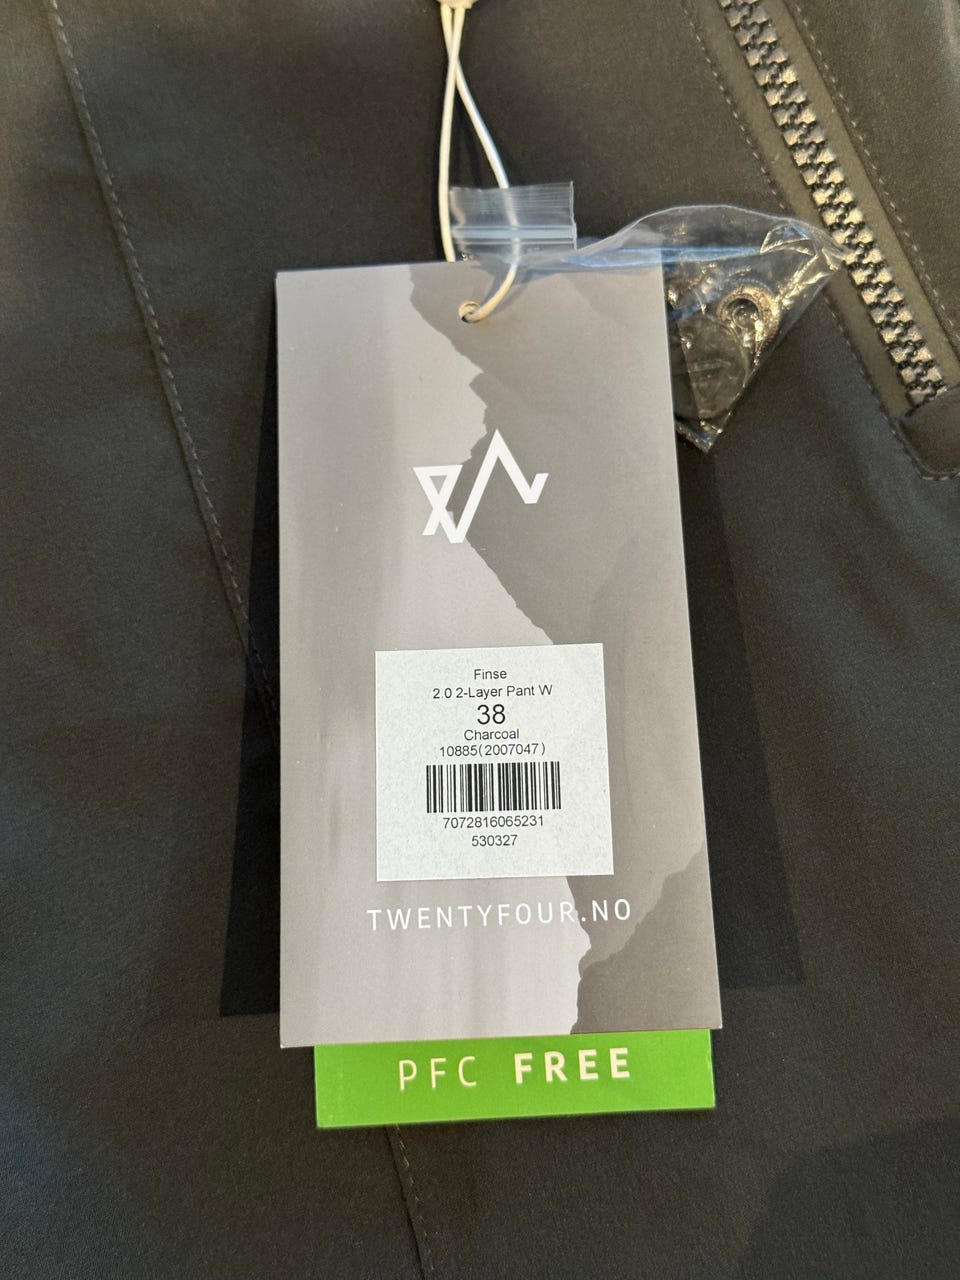 Finse
2.0 2-Layer Pant W
38
Charcoal
10885(2007047)
7072816065231
530327
TWENTYFOUR.NO
PFC FREE